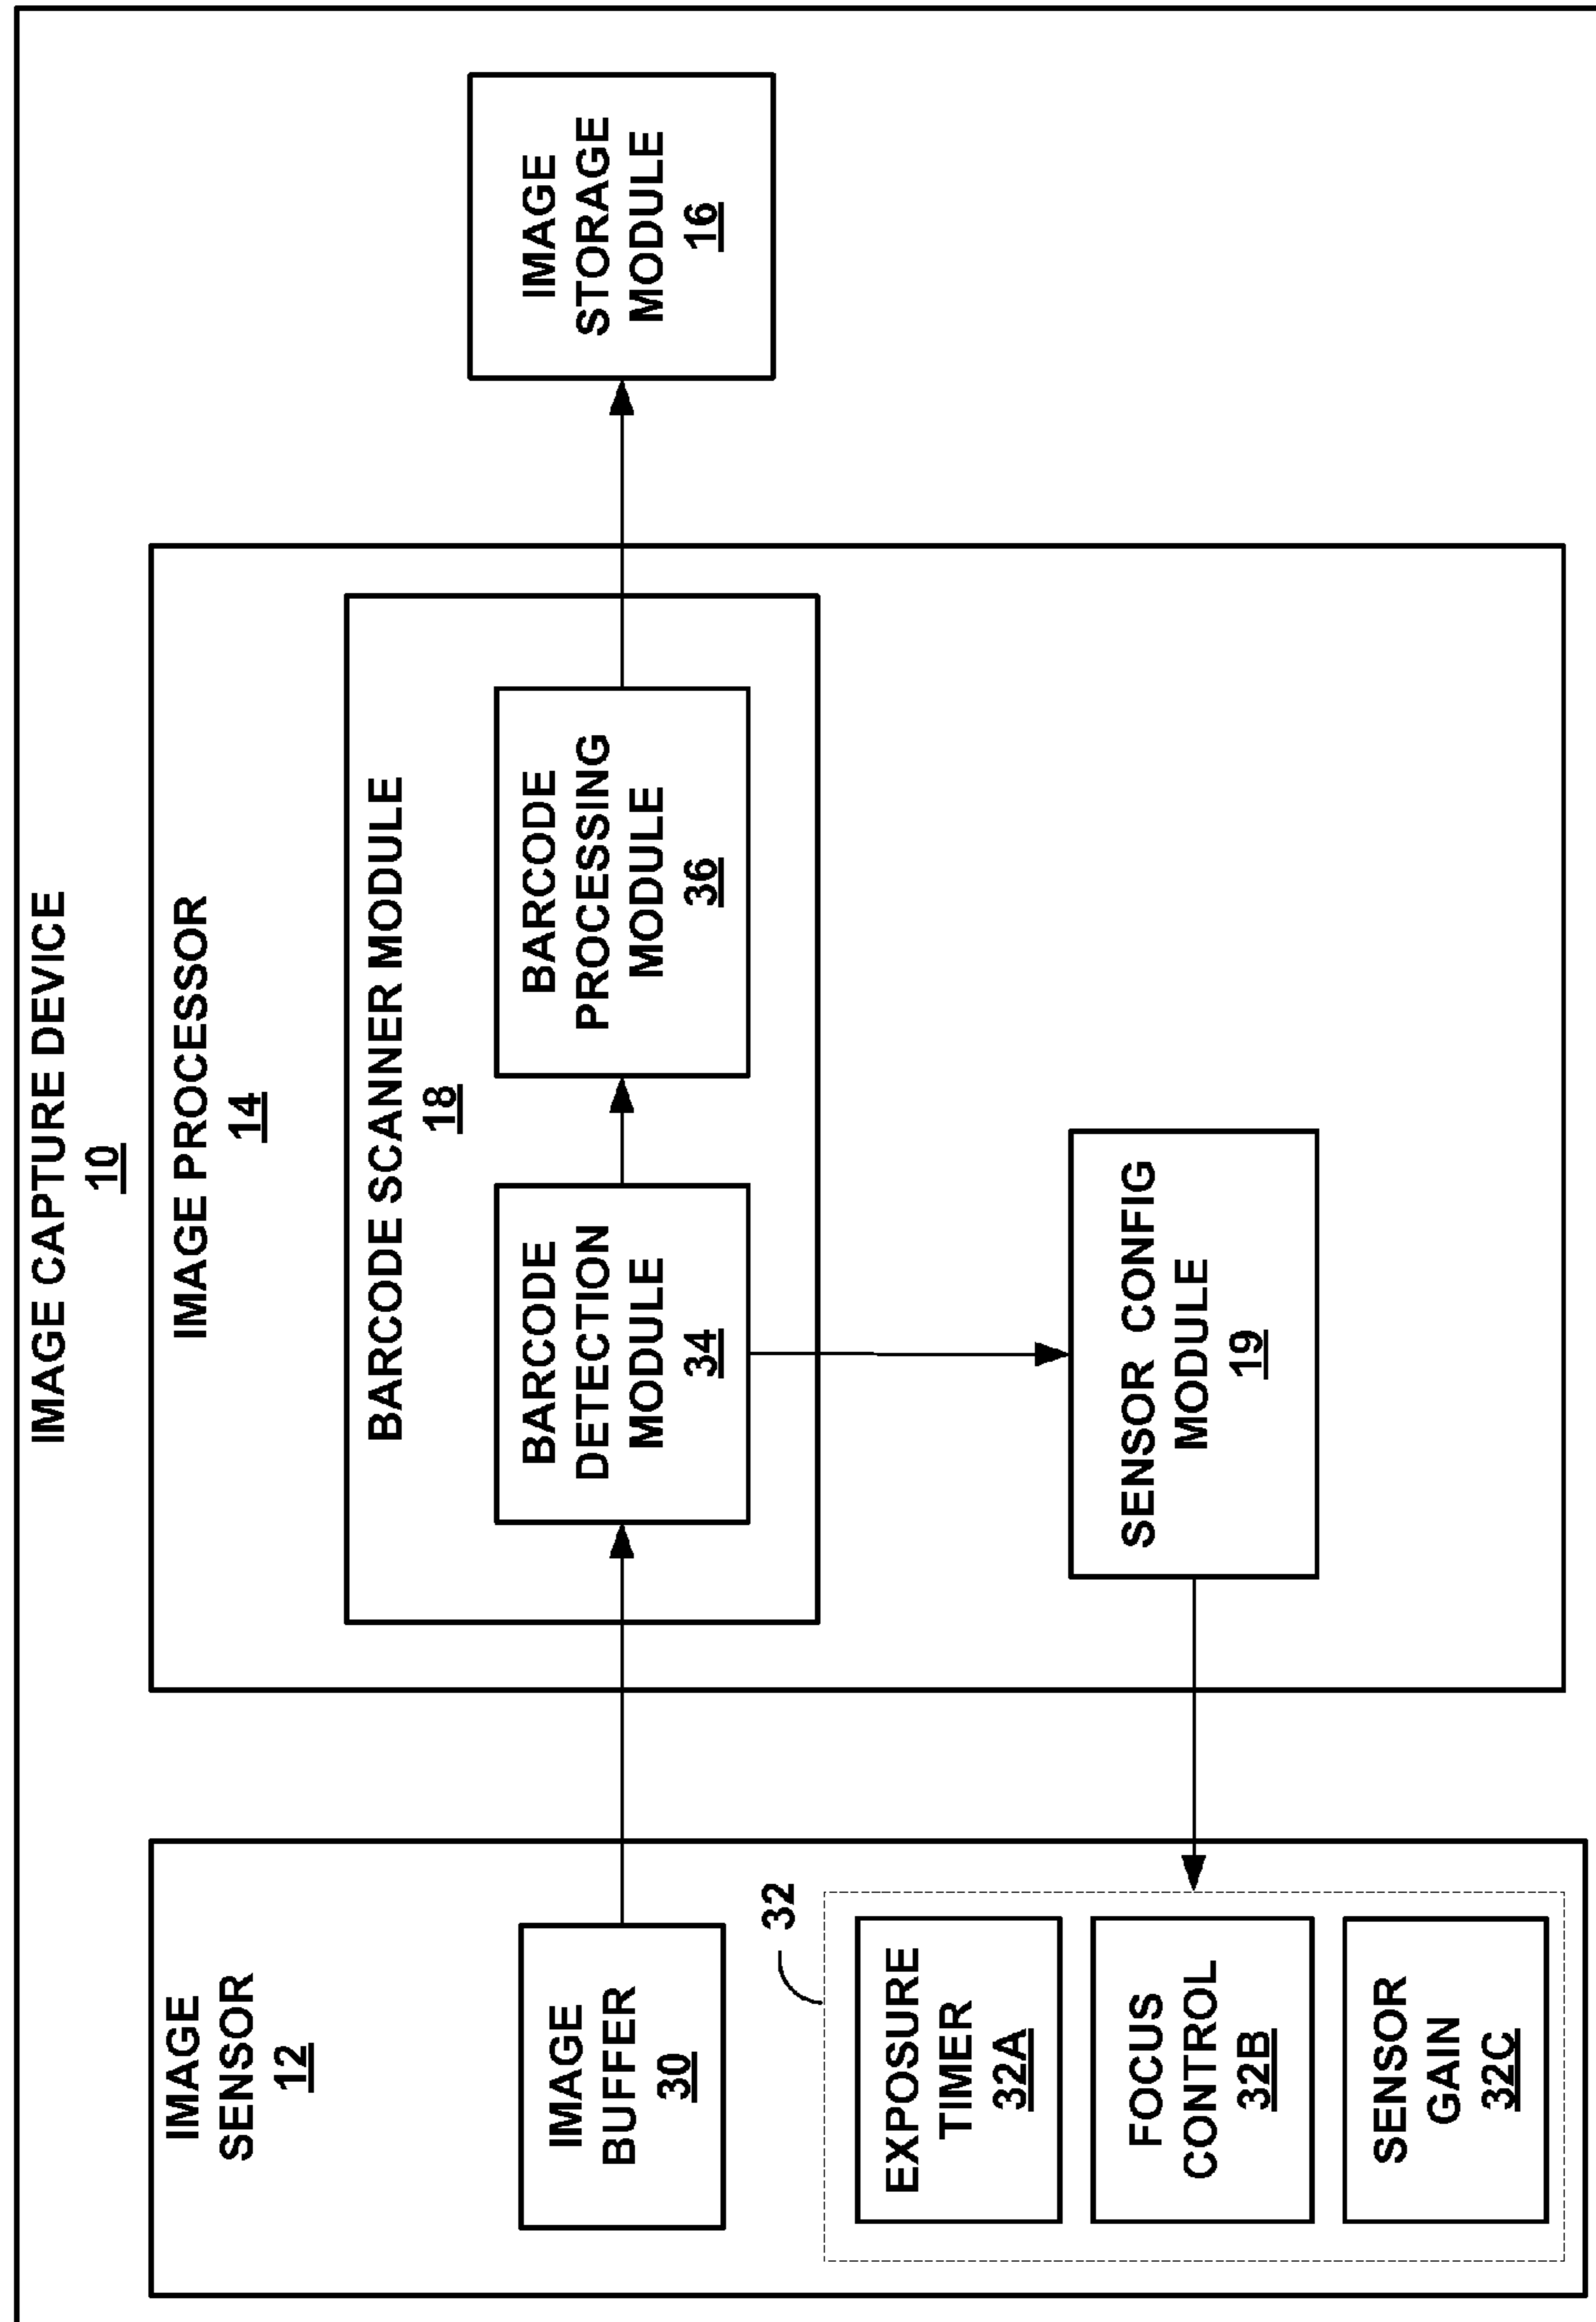 IMAGE CAPTURE DEVICE
10
IMAGE
SENSOR
12
IMAGE
BUFFER
30
32
EXPOSURE
TIMER
32A
FOCUS
CONTROL
32B
SENSOR
GAIN
32C
IMAGE PROCESSOR
14
BARCODE SCANNER MODULE
18
BARCODE
DETECTION
MODULE
34
BARCODE
PROCESSING
MODULE
36
SENSOR CONFIG
MODULE
19
IMAGE
STORAGE
MODULE
16